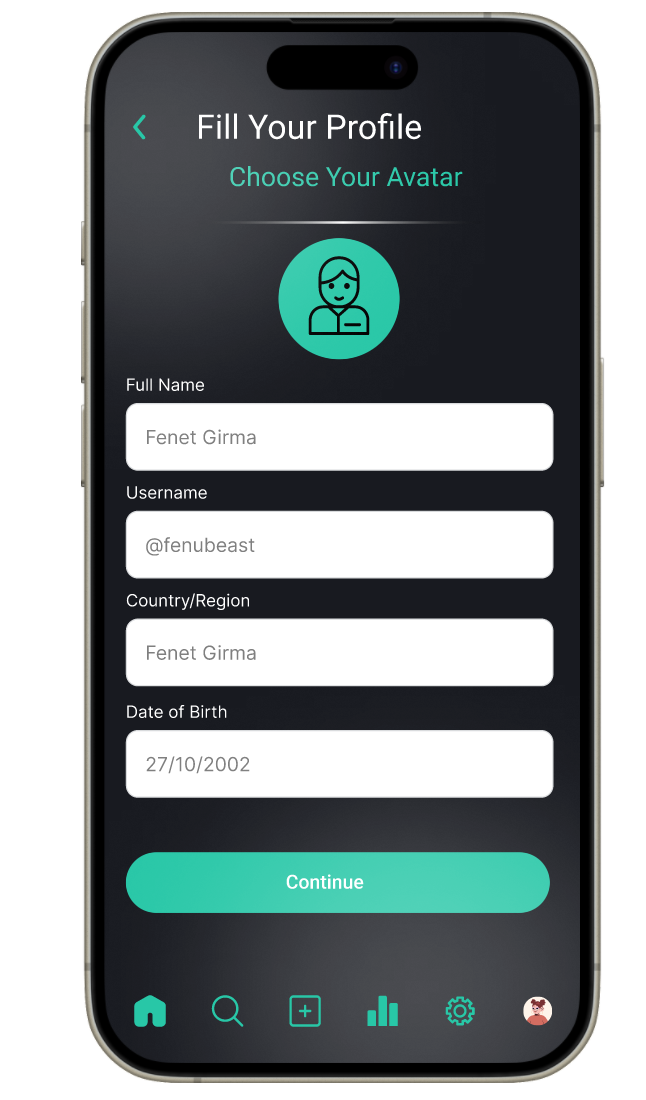 Fill Your Profile
Choose Your Avatar
Full Name
Fenet Girma
Username
@fenubeast
Country/Region
Fenet Girma
Date of Birth
27/10/2002
Continue